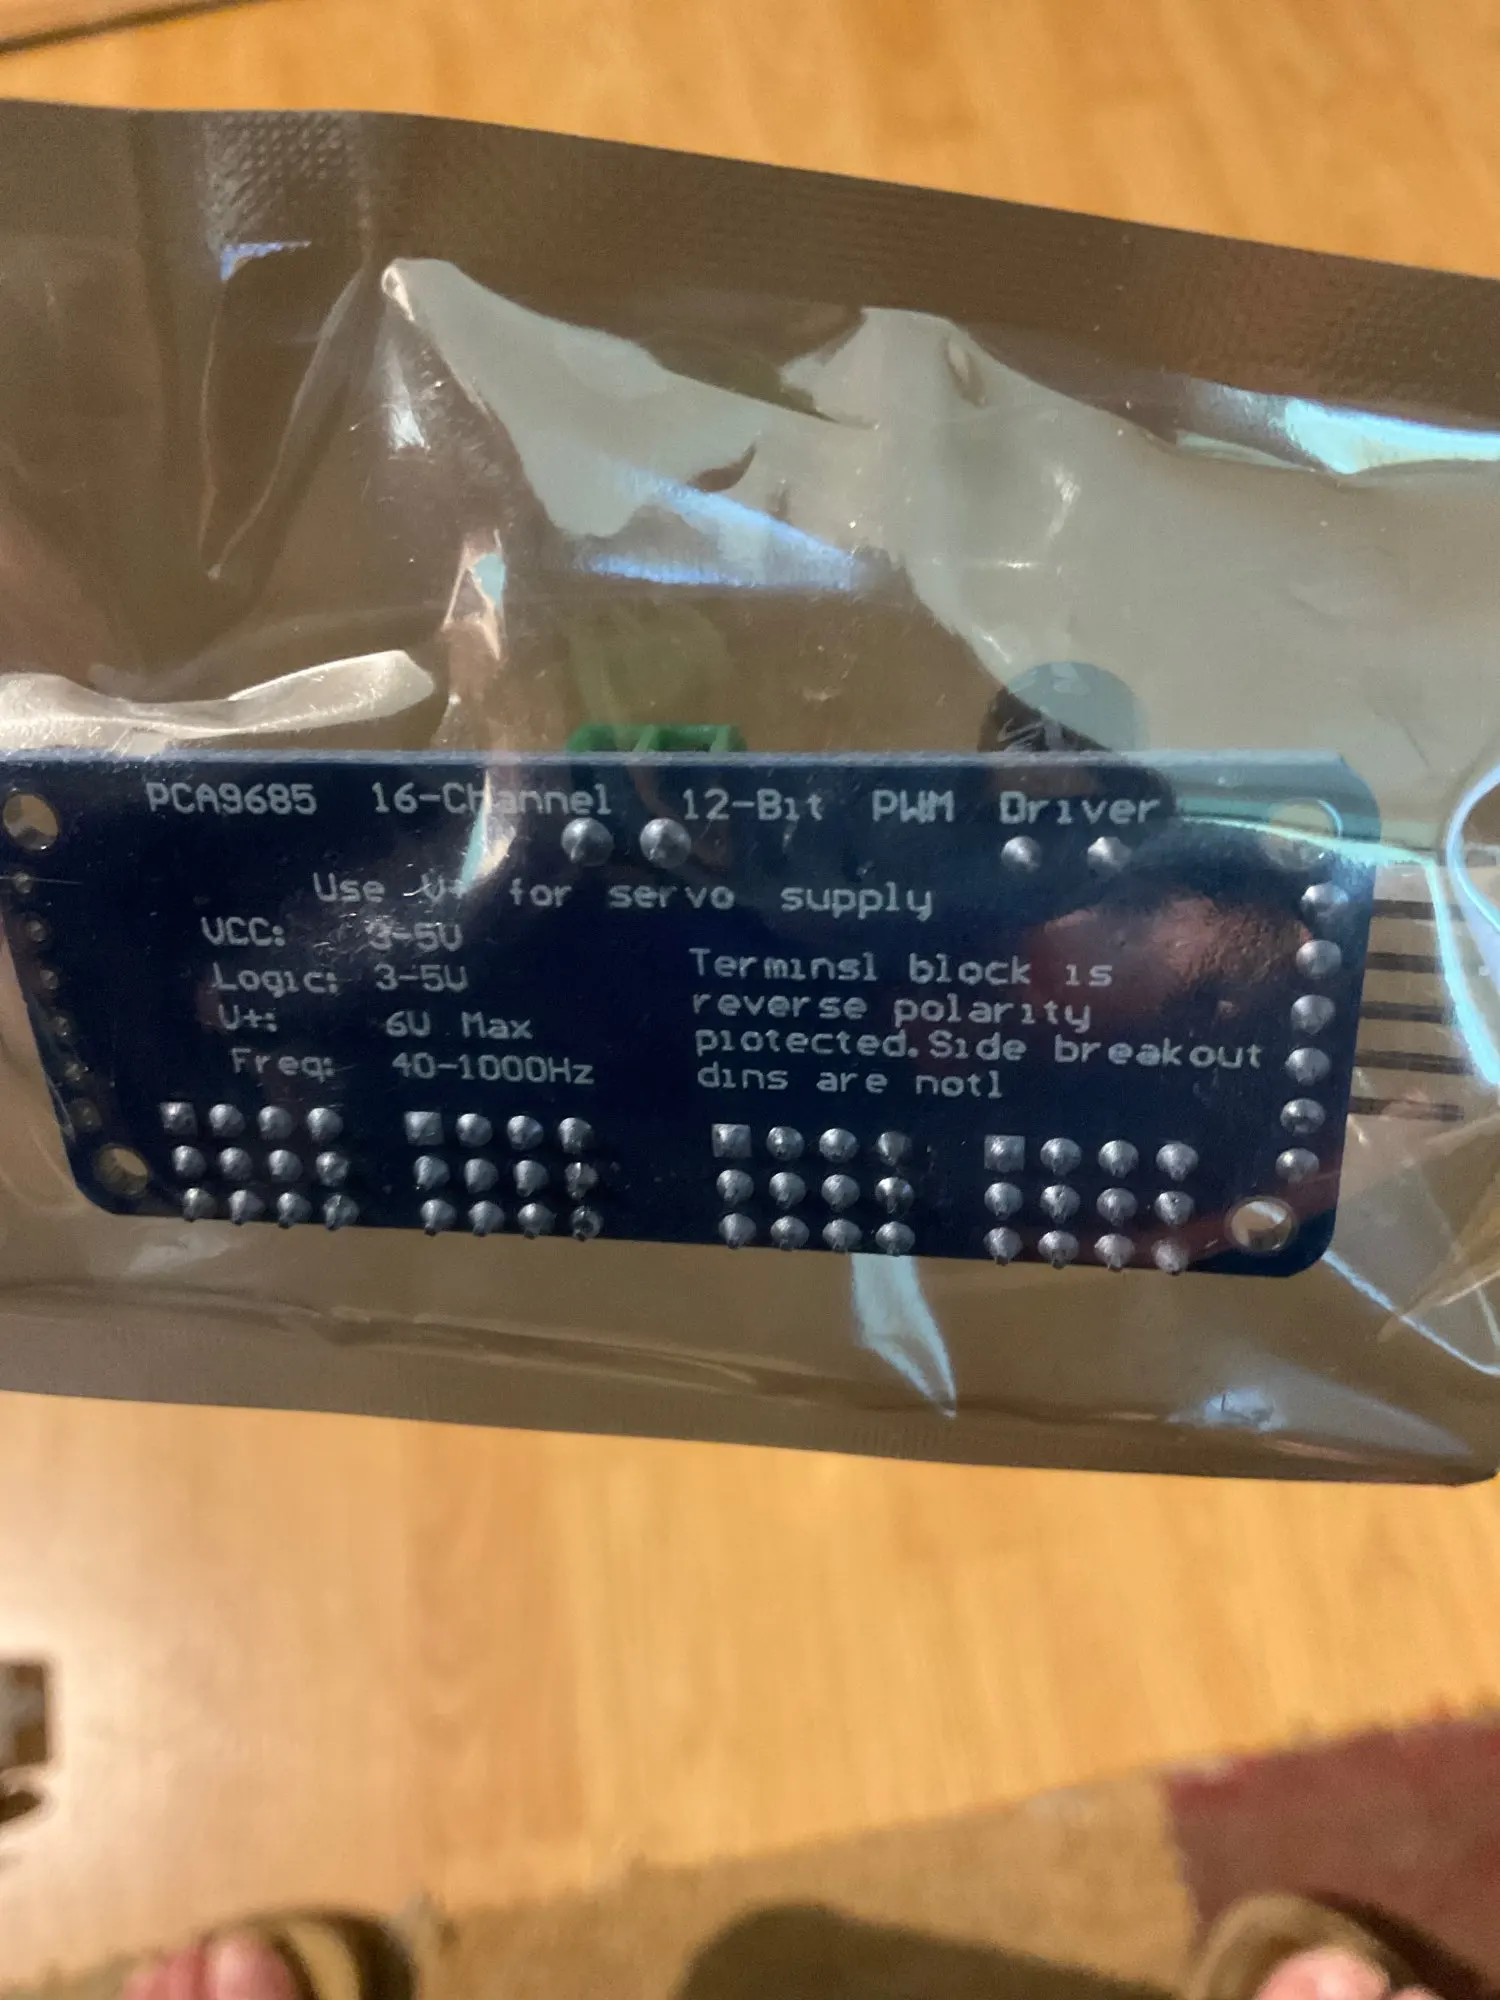 PCA9685 16-Channel 12-Bit PWM Driver
Use V+ for servo supply
VCC: 3-5V
Logic: 3-5V
V+: 6V Max
Freq: 40-1000Hz
Terminsl block is
reverse polarity
piotected.Side breakout
dins are not!